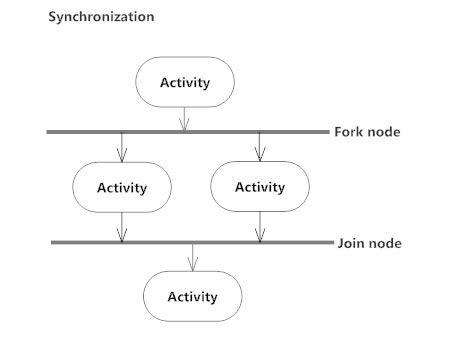 Synchronization
Activity
Fork node
Activity
Activity
Join node
Activity